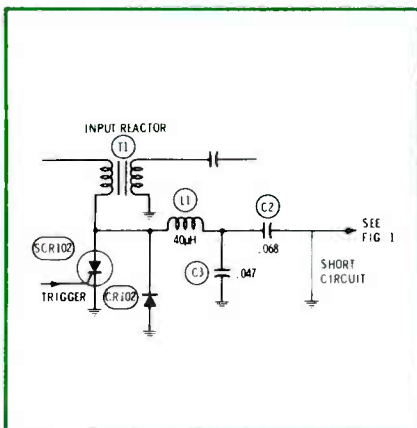 INPUT REACTOR
T1
L1
40µH
C2
.068
SEE
FIG 1
SCR102
TRIGGER
CR102
C3
.047
SHORT
CIRCUIT